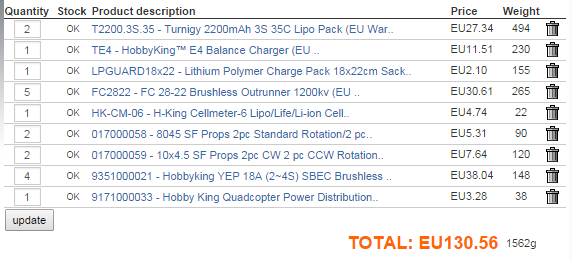 Quantity Stock Product description Price Weight
2 OK T2200.3S.35 - Turnigy 2200mAh 3S 35C Lipo Pack (EU War.. EU27.34 494
1 OK TE4 - HobbyKing™ E4 Balance Charger (EU .. EU11.51 230
1 OK LPGUARD18x22 - Lithium Polymer Charge Pack 18x22cm Sack.. EU2.10 155
5 OK FC2822 - FC 28-22 Brushless Outrunner 1200kv (EU .. EU30.61 265
1 OK HK-CM-06 - H-King Cellmeter-6 Lipo/Life/Li-ion Cell.. EU4.74 22
2 OK 017000058 - 8045 SF Props 2pc Standard Rotation/2 pc.. EU5.31 90
2 OK 017000059 - 10x4.5 SF Props 2pc CW 2 pc CCW Rotation.. EU7.64 120
4 OK 9351000021 - Hobbyking YEP 18A (2~4S) SBEC Brushless .. EU38.04 148
1 OK 9171000033 - Hobby King Quadcopter Power Distribution.. EU3.28 38
update
TOTAL: EU130.56 1562g